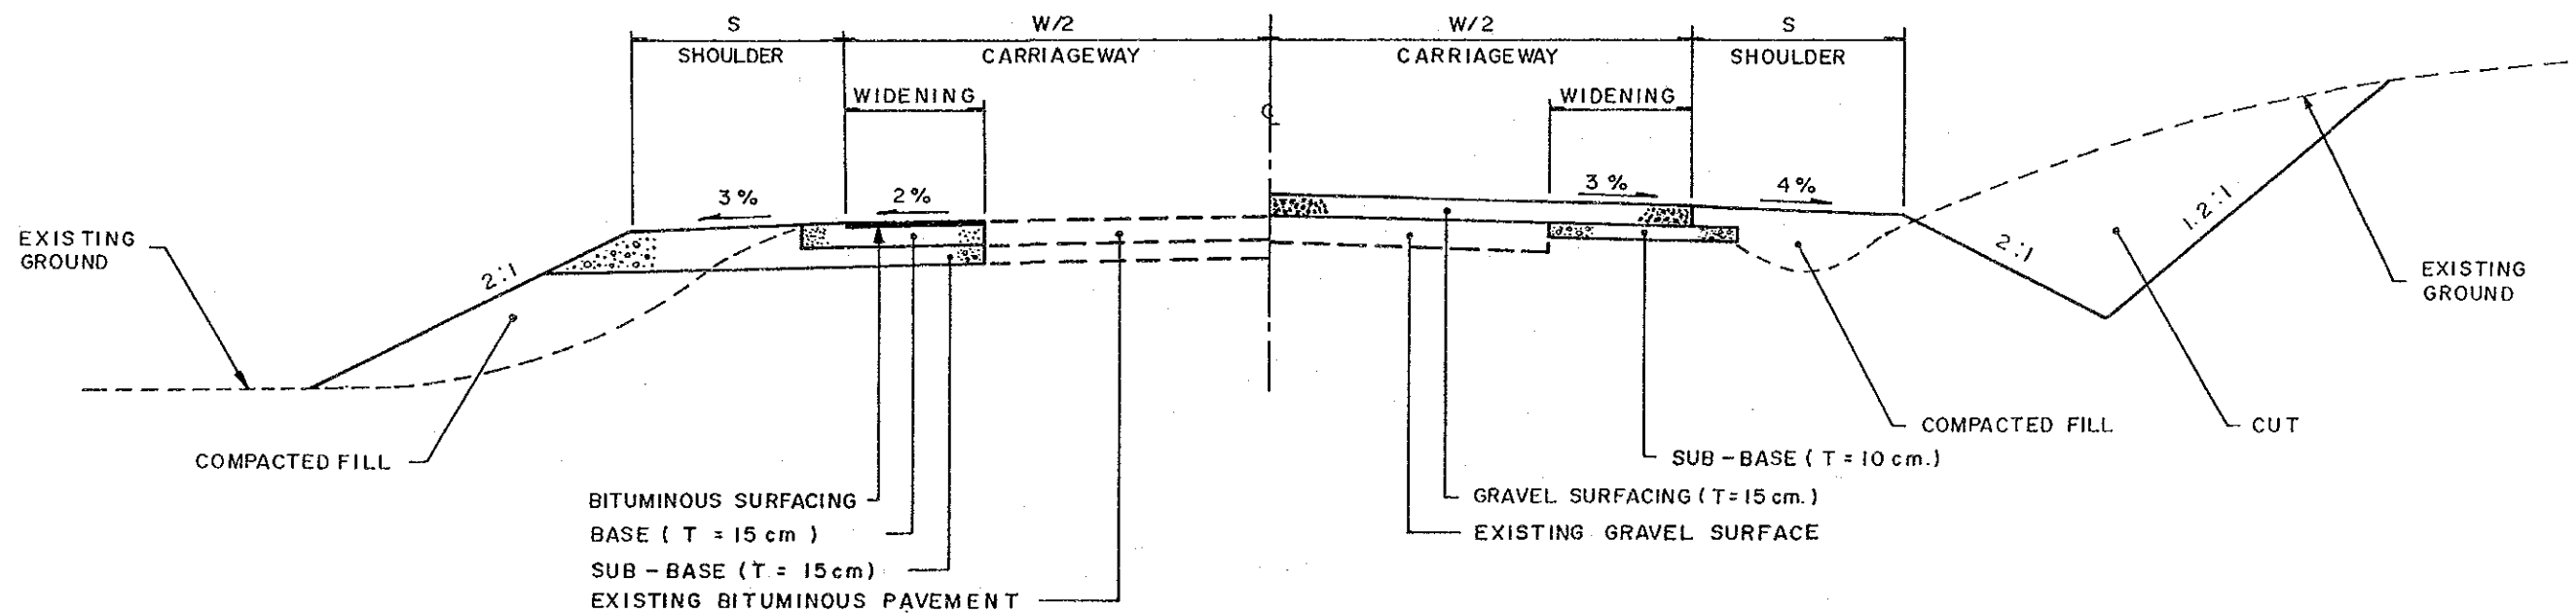 S
W/2
W/2
S
SHOULDER
CARRIAGEWAY
CARRIAGEWAY
SHOULDER
WIDENING
WIDENING
℄
3%
2%
3%
4%
EXISTING
GROUND
2:1
2:1
1.2:1
EXISTING
GROUND
COMPACTED FILL
COMPACTED FILL
CUT
SUB-BASE (T = 10 cm.)
BITUMINOUS SURFACING
GRAVEL SURFACING (T= 15 cm.)
BASE ( T = 15 cm )
EXISTING GRAVEL SURFACE
SUB-BASE (T = 15cm)
EXISTING BITUMINOUS PAVEMENT